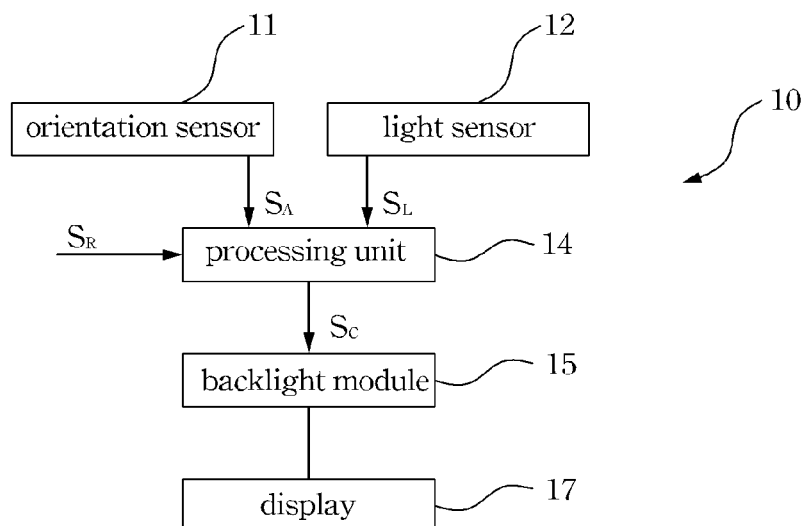 11
12
10
orientation sensor
light sensor
SA
SL
SR
processing unit
14
SC
backlight module
15
display
17